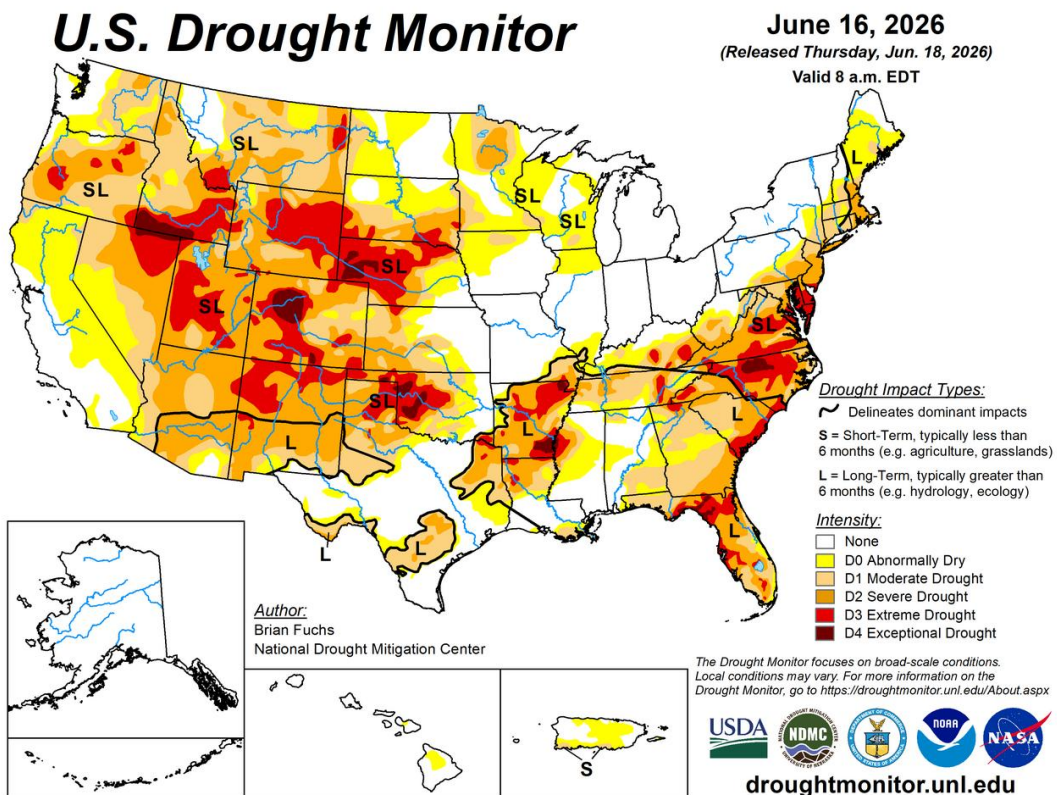 U.S. Drought Monitor
June 16, 2026
(Released Thursday, Jun. 18, 2026)
Valid 8 a.m. EDT
SL
SL
SL
SL
SL
SL
SL
SL
L
SL
L
L
L
L
L
L
Drought Impact Types:
Delineates dominant impacts
S = Short-Term, typically less than
6 months (e.g. agriculture, grasslands)
L = Long-Term, typically greater than
6 months (e.g. hydrology, ecology)
Intensity:
None
D0 Abnormally Dry
D1 Moderate Drought
D2 Severe Drought
D3 Extreme Drought
D4 Exceptional Drought
Author:
Brian Fuchs
National Drought Mitigation Center
S
The Drought Monitor focuses on broad-scale conditions.
Local conditions may vary. For more information on the
Drought Monitor, go to https://droughtmonitor.unl.edu/About.aspx
USDA
NDMC
NOAA
NASA
droughtmonitor.unl.edu